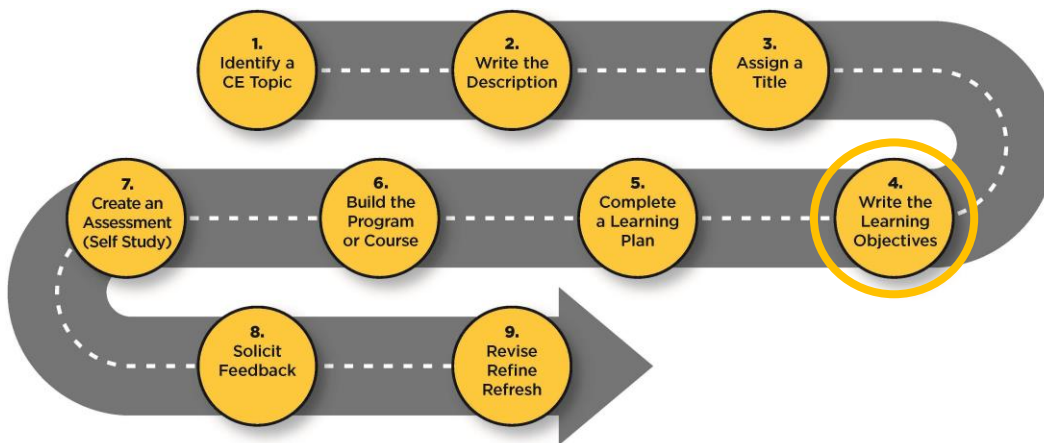 1.
Identify a
CE Topic
2.
Write the
Description
3.
Assign a
Title
4.
Write the
Learning
Objectives
5.
Complete
a Learning
Plan
6.
Build the
Program
or Course
7.
Create an
Assessment
(Self Study)
8.
Solicit
Feedback
9.
Revise
Refine
Refresh